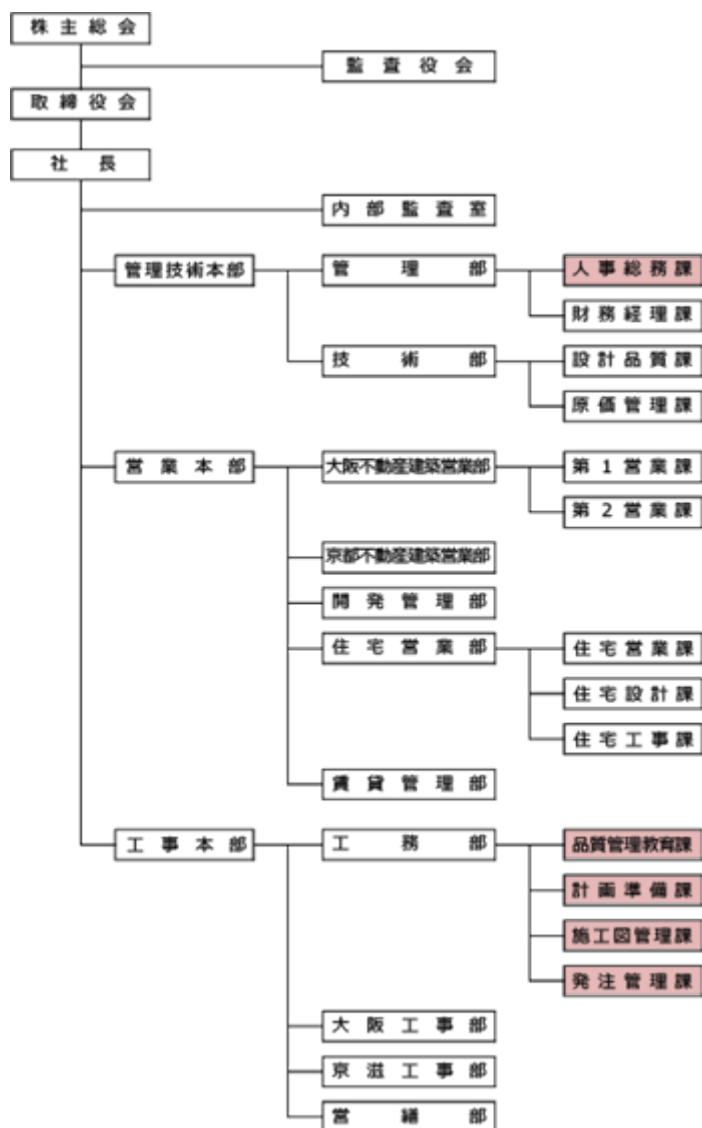 株主総会
監査役会
取締役会
社長
内部監査室
管理技術本部
管理部
人事総務課
財務経理課
技術部
設計品質課
原価管理課
営業本部
大阪不動産建築営業部
第1営業課
第2営業課
京都不動産建築営業部
開発管理部
住宅営業部
住宅営業課
住宅設計課
住宅工事課
賃貸管理部
工事本部
工務部
品質管理教育課
計画準備課
施工図管理課
発注管理課
大阪工事部
京滋工事部
営繕部